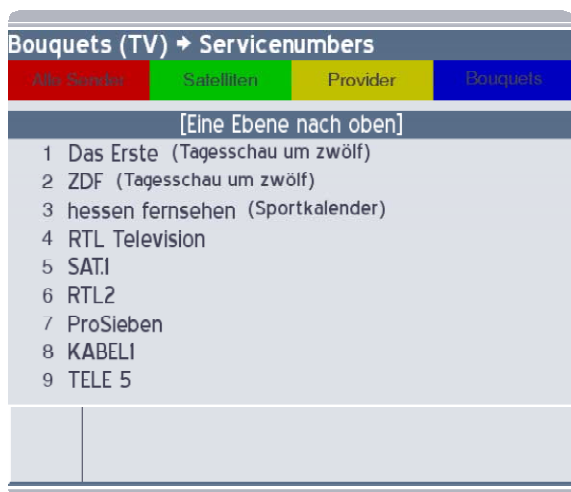 Bouquets (TV) → Servicenumbers
Alle Sender Satelliten Provider Bouquets
[Eine Ebene nach oben]
1 Das Erste (Tagesschau um zwölf)
2 ZDF (Tagesschau um zwölf)
3 hessen fernsehen (Sportkalender)
4 RTL Television
5 SAT.1
6 RTL2
7 ProSieben
8 KABEL1
9 TELE 5